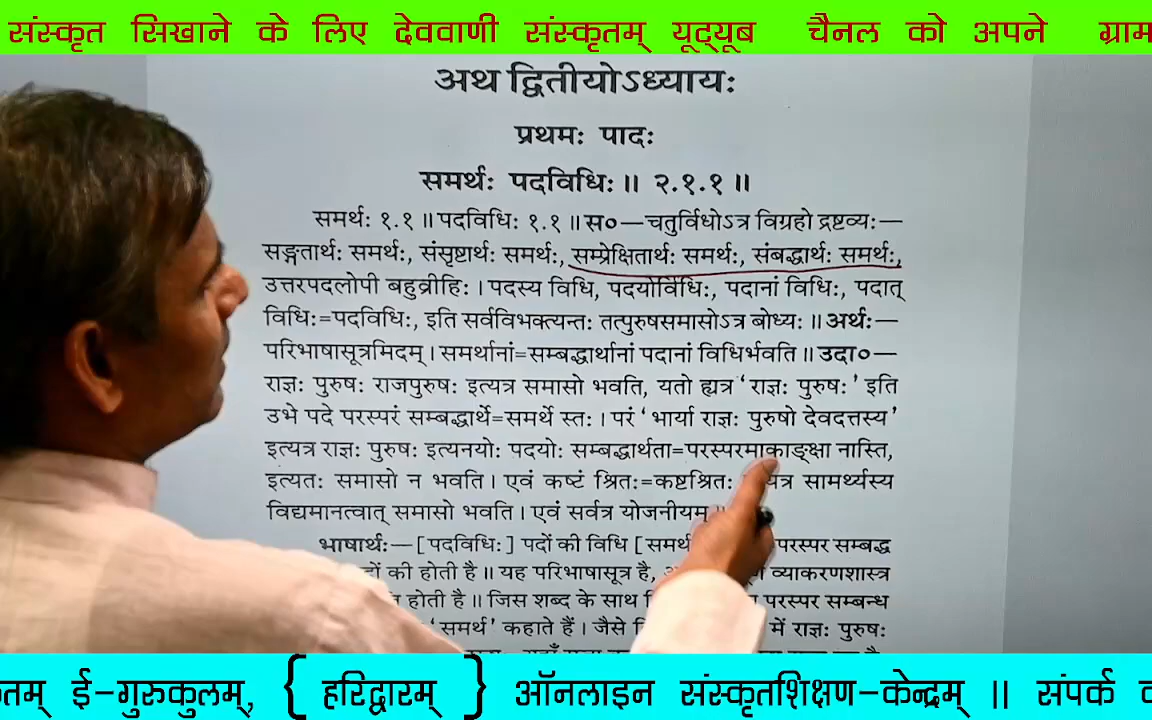 संस्कृत सिखाने के लिए देववाणी संस्कृतम् यूट्यूब चैनल को अपने ग्राम
अथ द्वितीयोऽध्यायः
प्रथमः पादः
समर्थः पदविधिः॥ २.१.१॥
समर्थः १.१॥ पदविधिः १.१॥ स०—चतुर्विधोऽत्र विग्रहो द्रष्टव्यः—
सङ्गतार्थः समर्थः, संसृष्टार्थः समर्थः, सम्प्रेक्षितार्थः समर्थः, संबद्धार्थः समर्थः,
उत्तरपदलोपी बहुव्रीहिः। पदस्य विधि, पदयोर्विधिः, पदानां विधिः, पदात्
विधिः=पदविधिः, इति सर्वविभक्त्यन्तः तत्पुरुषसमासोऽत्र बोध्यः॥ अर्थः—
परिभाषासूत्रमिदम्। समर्थानां=सम्बद्धार्थानां पदानां विधिर्भवति॥ उदा०—
राज्ञः पुरुषः राजपुरुषः इत्यत्र समासो भवति, यतो ह्यत्र ‘राज्ञः पुरुषः’ इति
उभे पदे परस्परं सम्बद्धार्थे=समर्थे स्तः। परं ‘भार्या राज्ञः पुरुषो देवदत्तस्य’
इत्यत्र राज्ञः पुरुषः इत्यनयोः पदयोः सम्बद्धार्थता=परस्परमाकाङ्क्षा नास्ति,
इत्यतः समासो न भवति। एवं कष्टं श्रितः=कष्टश्रितः सामर्थ्यस्य
विद्यमानत्वात् समासो भवति। एवं सर्वत्र योजनीयम्॥
भाषार्थः—[पदविधिः] पदों की विधि [समर्थ परस्पर सम्बद्ध
की होती है॥ यह परिभाषासूत्र है, व्याकरणशास्त्र
होती है॥ जिस शब्द के साथ परस्पर सम्बन्ध
‘समर्थ’ कहाते हैं। जैसे में राज्ञः पुरुषः
ई-गुरुकुलम्, { हरिद्वारम् } ऑनलाइन संस्कृतशिक्षण-केन्द्रम् ॥ संपर्क